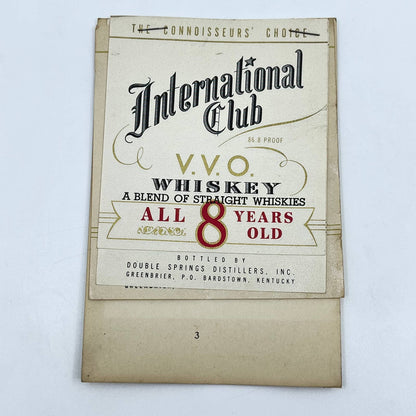 THE CONNOISSEURS' CHOICE
International
Club
86.8 PROOF
V.V.O.
WHISKEY
A BLEND OF STRAIGHT WHISKIES
ALL 8 YEARS
OLD
BOTTLED BY
DOUBLE SPRINGS DISTILLERS, INC.
GREENBRIER, P.O. BARDSTOWN, KENTUCKY
3